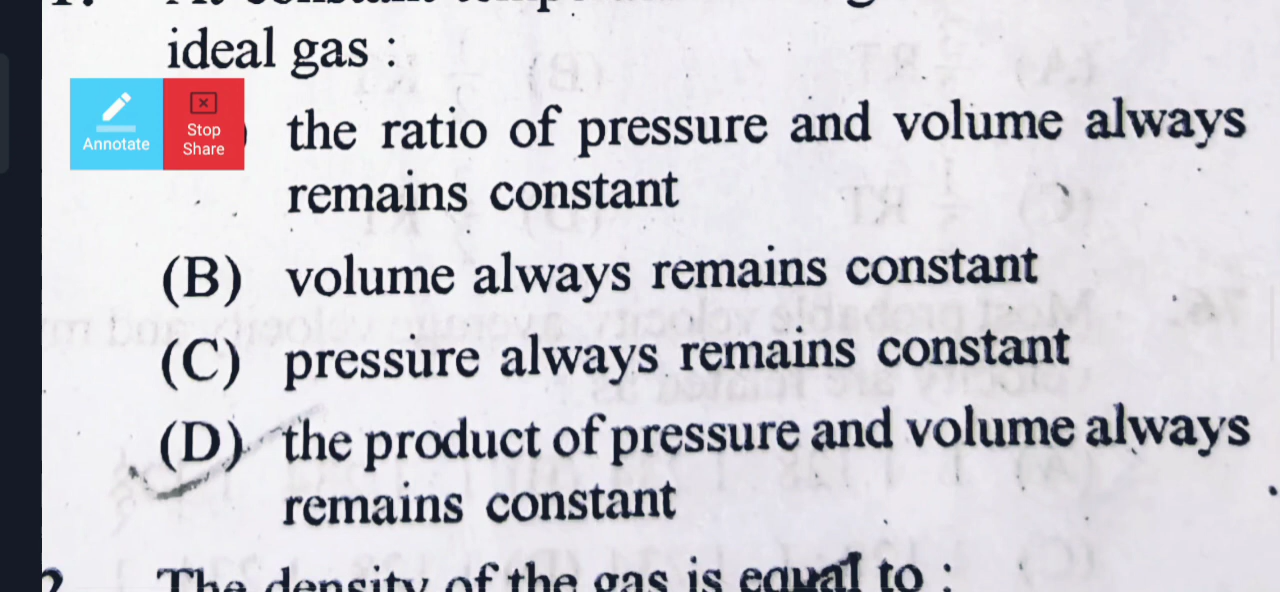 ideal gas :
Annotate
Stop
Share
the ratio of pressure and volume always
remains constant
(B) volume always remains constant
(C) pressure always remains constant
(D) the product of pressure and volume always
remains constant
The density of the gas is equal to :